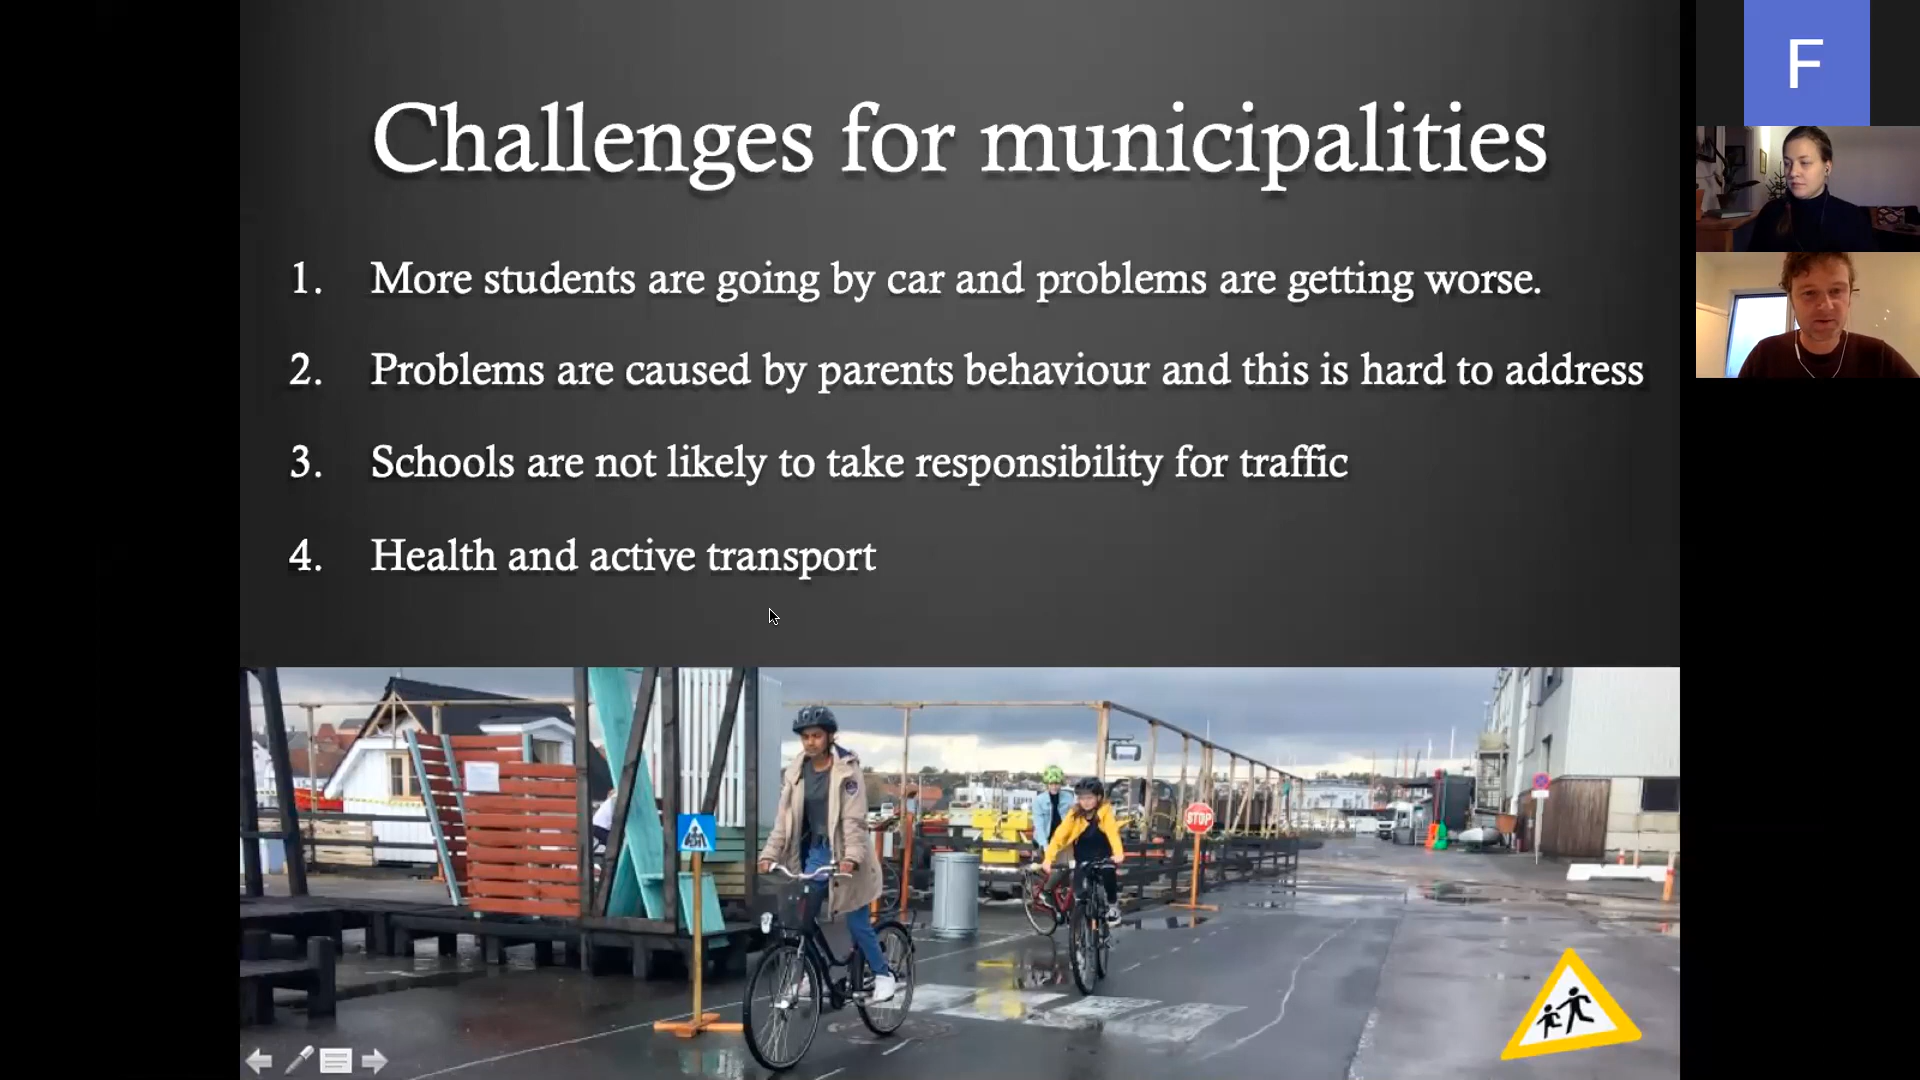 Challenges for municipalities
1. More students are going by car and problems are getting worse.
2. Problems are caused by parents behaviour and this is hard to address
3. Schools are not likely to take responsibility for traffic
4. Health and active transport
F
STOP